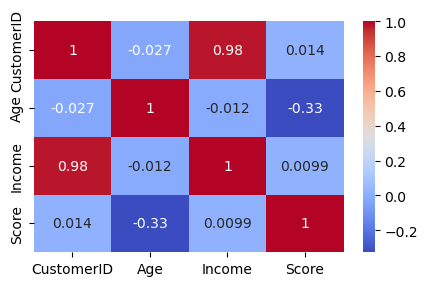 CustomerID
1
-0.027
0.98
0.014
Age
-0.027
1
-0.012
-0.33
Income
0.98
-0.012
1
0.0099
Score
0.014
-0.33
0.0099
1
CustomerID
Age
Income
Score
1.0
0.8
0.6
0.4
0.2
0.0
−0.2